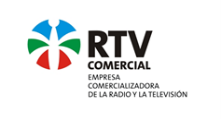 RTV
COMERCIAL
EMPRESA
COMERCIALIZADORA
DE LA RADIO Y LA TELEVISIÓN